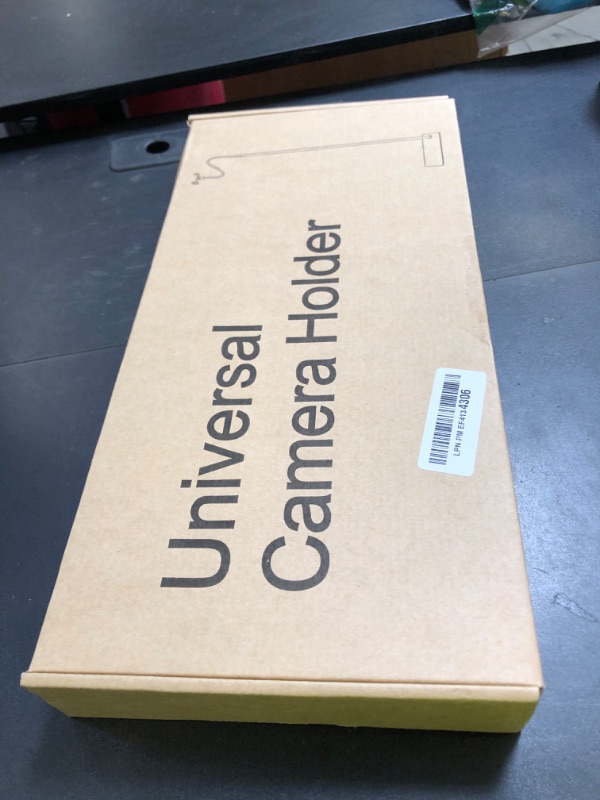 Universal
Camera Holder
LPN PM EF4134306